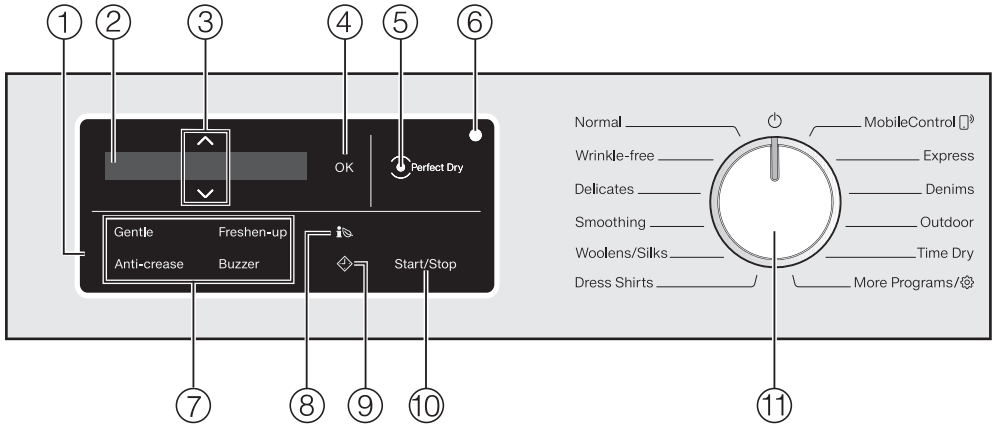 ① ② ③ ④ ⑤ ⑥
OK
Perfect Dry
Gentle Freshen-up
Anti-crease Buzzer
Start/Stop
Normal
Wrinkle-free
Delicates
Smoothing
Woolens/Silks
Dress Shirts
MobileControl
Express
Denims
Outdoor
Time Dry
More Programs/
⑦ ⑧ ⑨ ⑩ ⑪